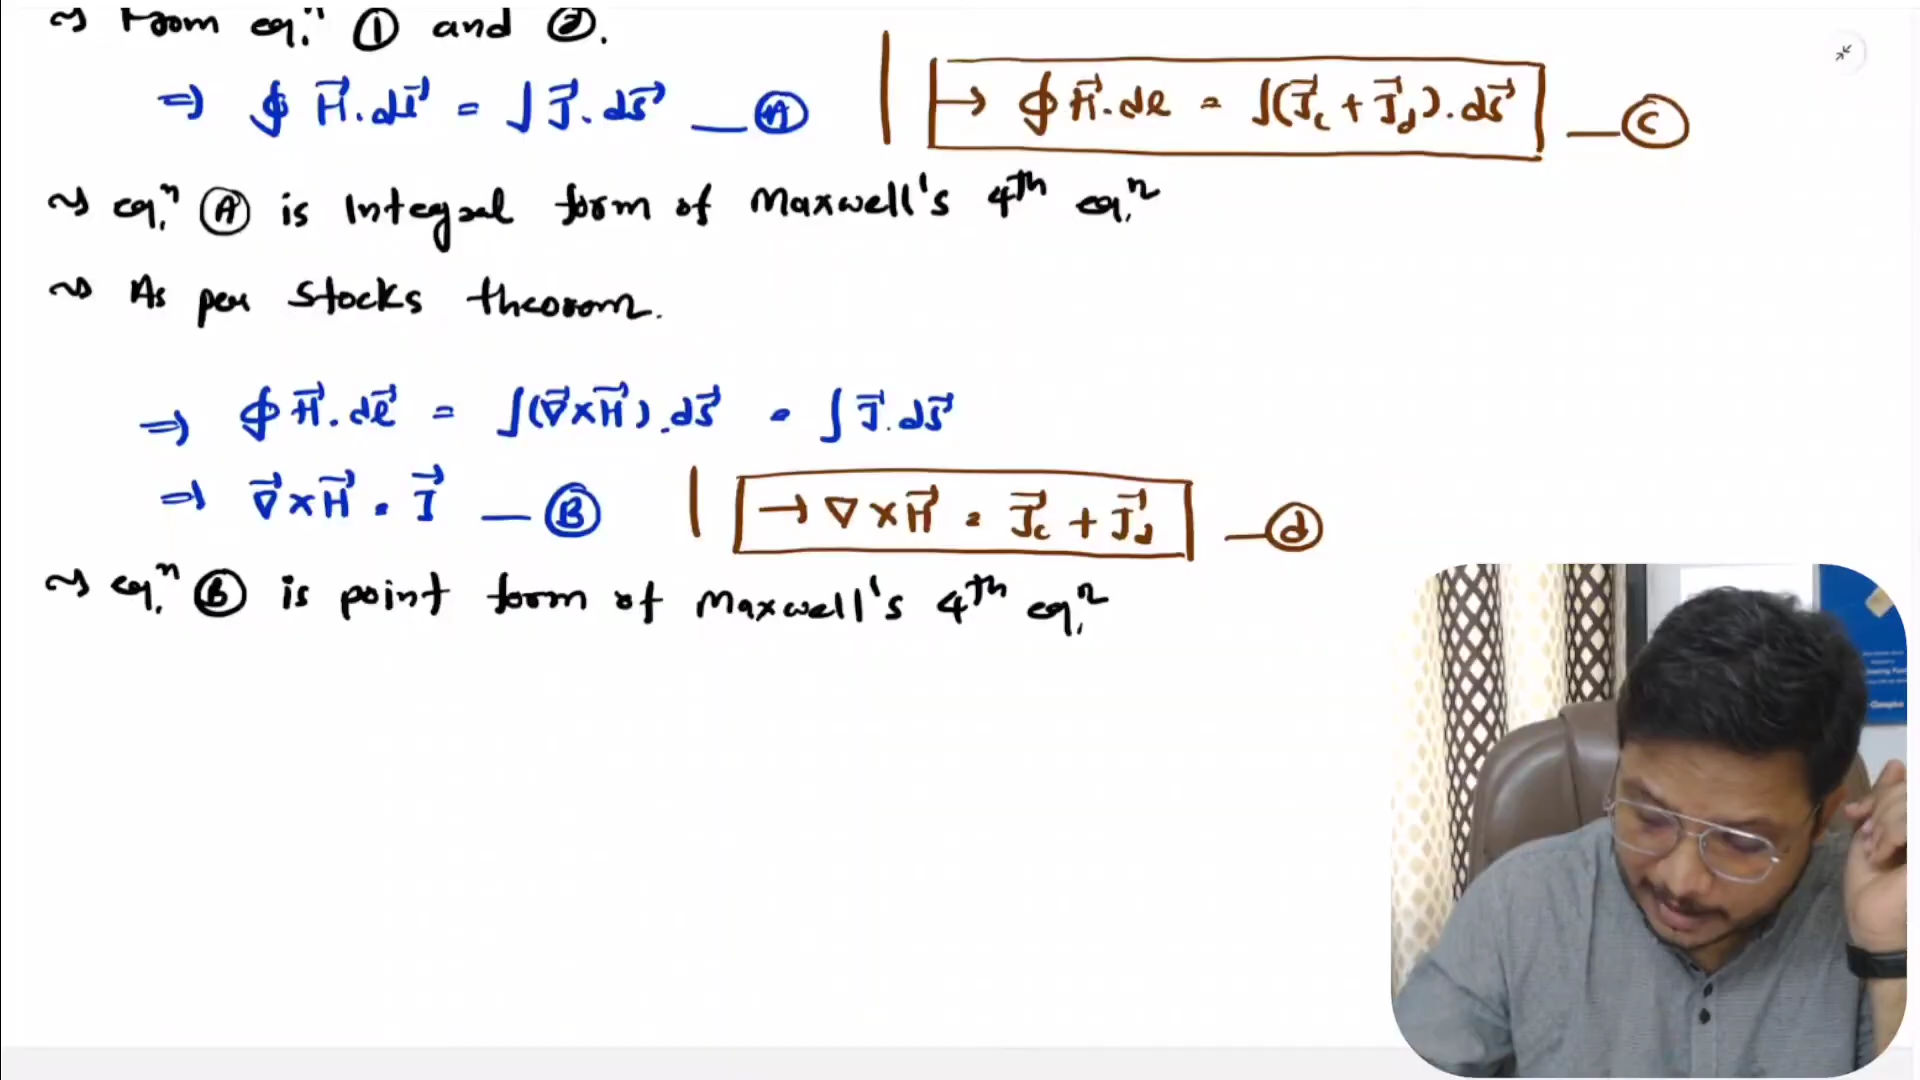 ⇝ From eq.ⁿ ① and ②.
⇒ ∮ H⃗.dl⃗ = ∫ J⃗.ds⃗ — Ⓐ | → ∮ H⃗.dl = ∫(J⃗c + J⃗d).ds⃗ — Ⓒ
⇝ eq.ⁿ Ⓐ is Integral form of Maxwell's 4th eq.ⁿ
⇝ As per Stocks theorom.
⇒ ∮ H⃗.dl⃗ = ∫(∇⃗×H⃗).ds⃗ = ∫ J⃗.ds⃗
⇒ ∇⃗×H⃗ = J⃗ — Ⓑ | → ∇×H⃗ = J⃗c + J⃗d — ⓓ
⇝ eq.ⁿ Ⓑ is point form of Maxwell's 4th eq.ⁿ